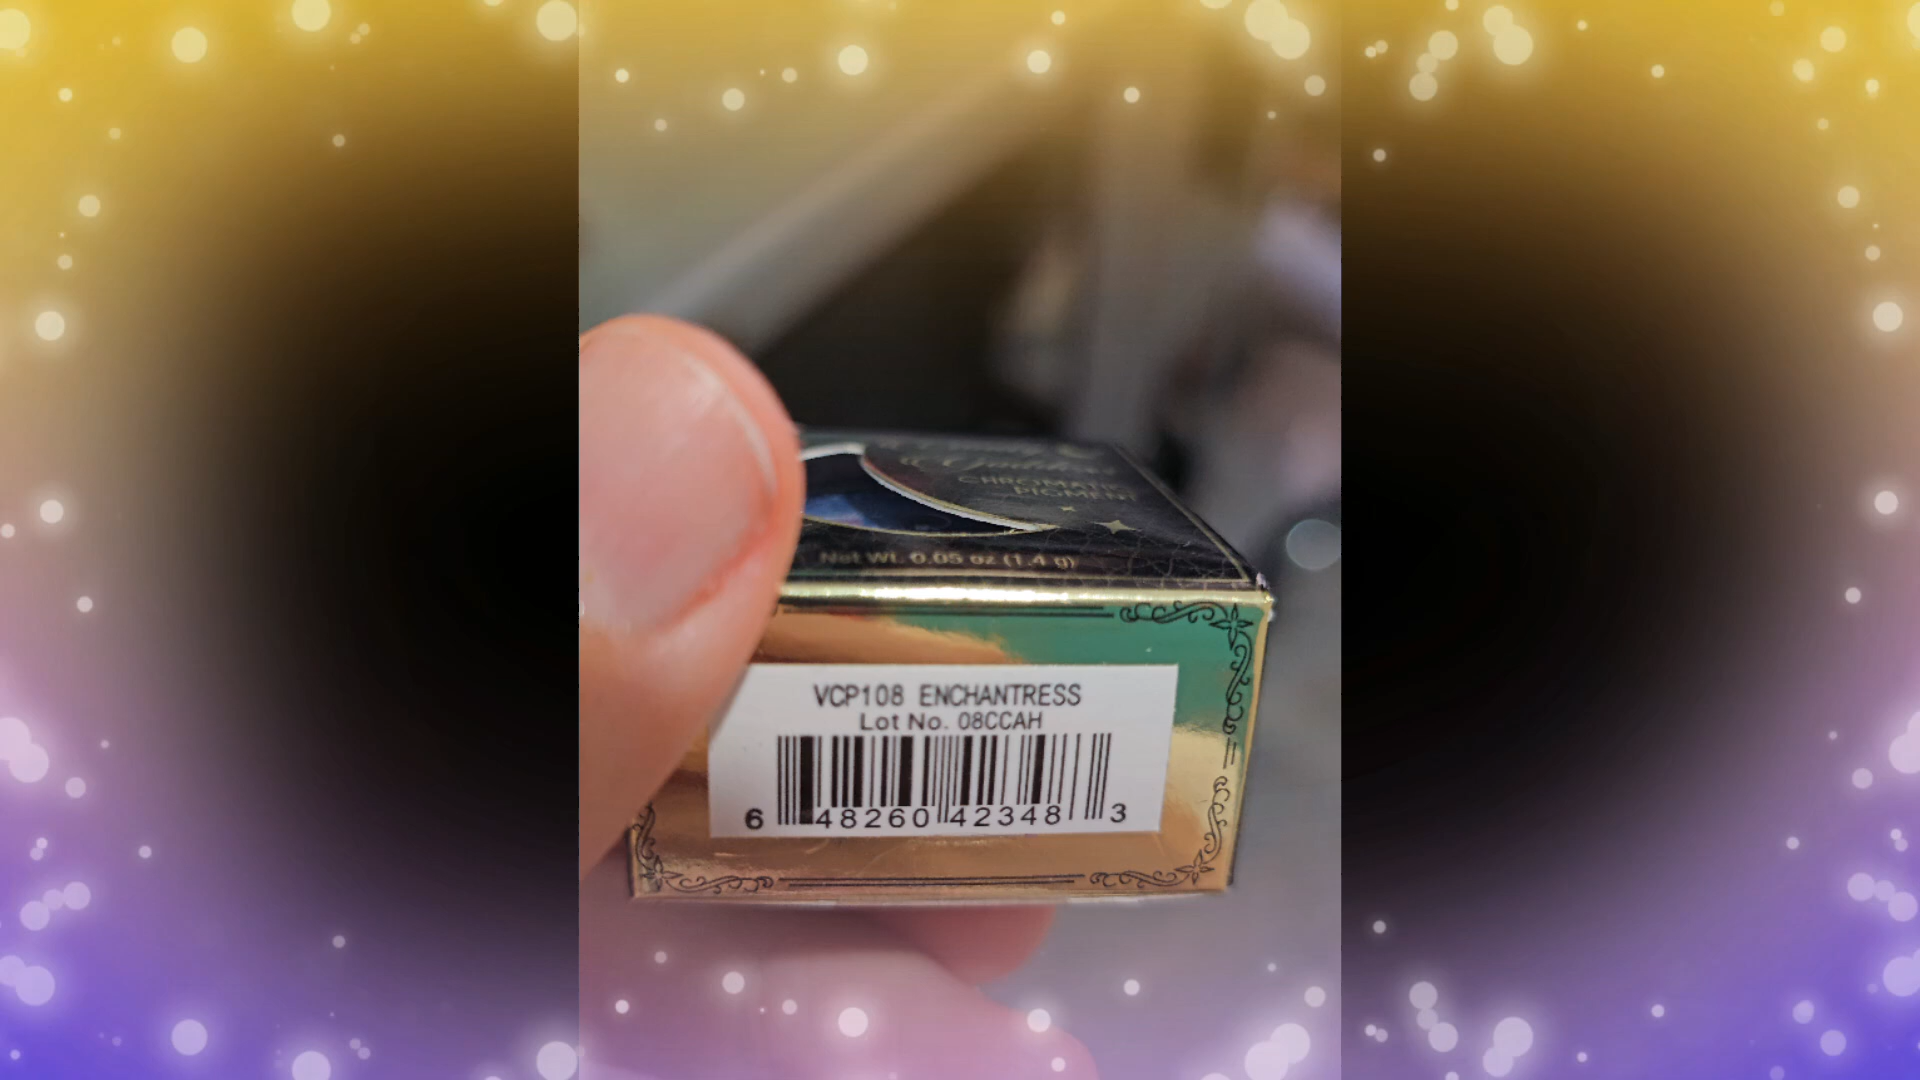 CHROMATIC
PIGMENT
Net Wt. 0.05 oz (1.4 g)
VCP108 ENCHANTRESS
Lot No. 08CCAH
6 48260 42348 3